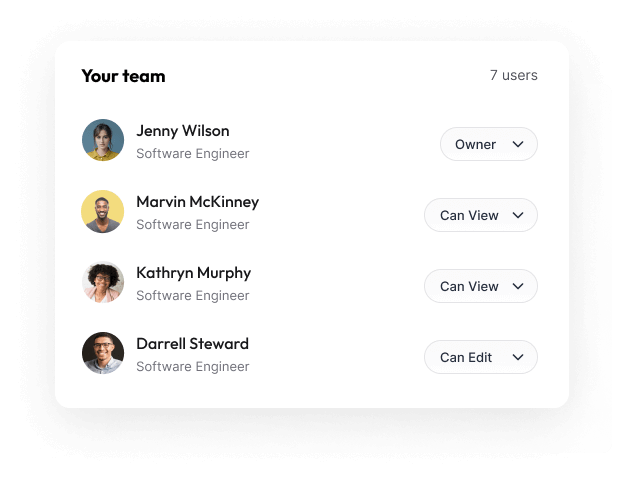 Your team
7 users
Jenny Wilson
Software Engineer
Owner
Marvin McKinney
Software Engineer
Can View
Kathryn Murphy
Software Engineer
Can View
Darrell Steward
Software Engineer
Can Edit